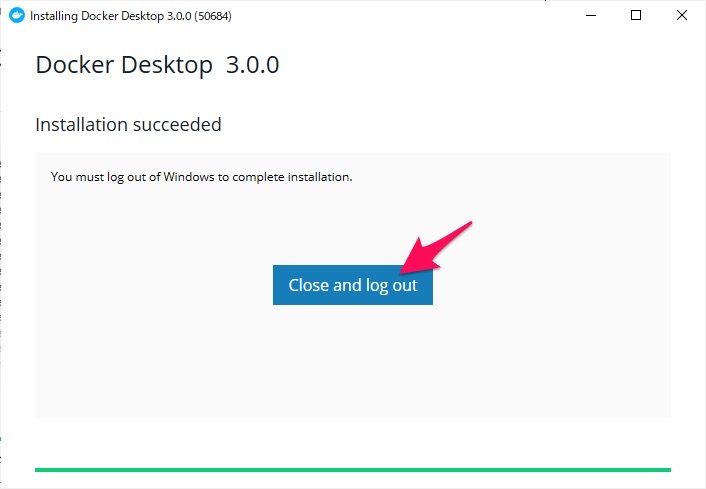 Installing Docker Desktop 3.0.0 (50684)
Docker Desktop 3.0.0
Installation succeeded
You must log out of Windows to complete installation.
Close and log out